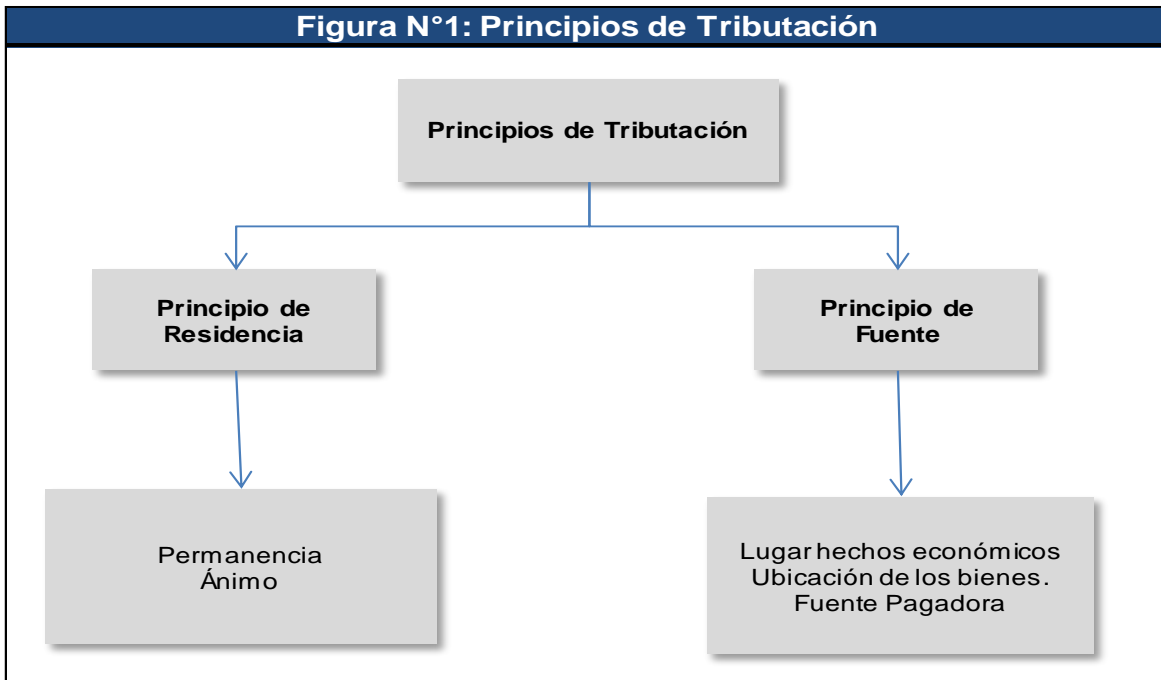 Figura N°1: Principios de Tributación
Principios de Tributación
Principio de
Residencia
Principio de
Fuente
Permanencia
Ánimo
Lugar hechos económicos
Ubicación de los bienes.
Fuente Pagadora